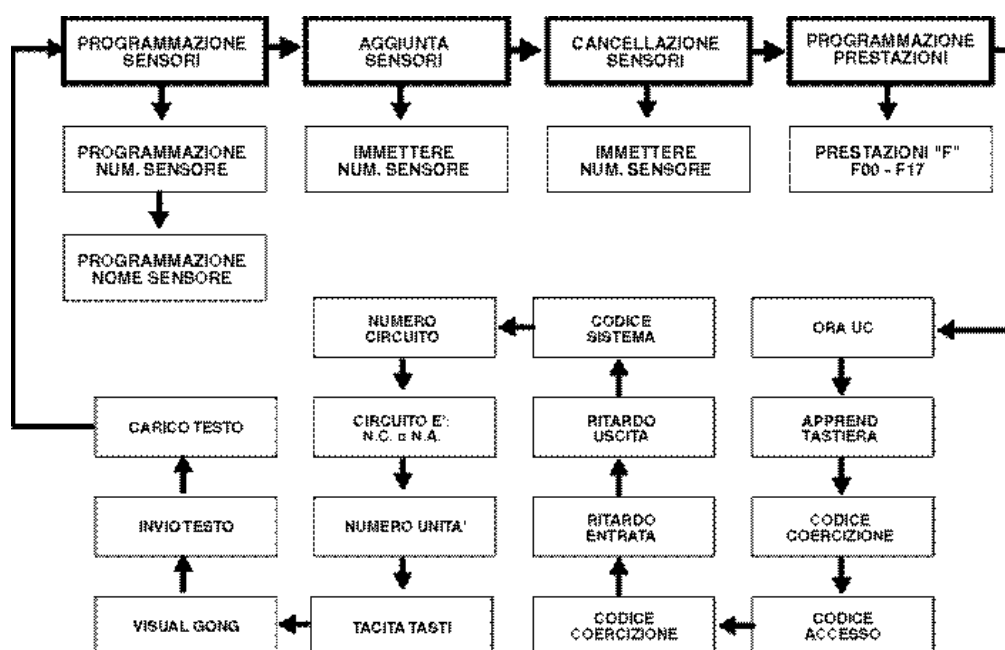 PROGRAMMAZIONE
SENSORI
AGGIUNTA
SENSORI
CANCELLAZIONE
SENSORI
PROGRAMMAZIONE
PRESTAZIONI
PROGRAMMAZIONE
NUM. SENSORE
IMMETTERE
NUM. SENSORE
IMMETTERE
NUM. SENSORE
PRESTAZIONI "F"
F00 - F17
PROGRAMMAZIONE
NOME SENSORE
NUMERO
CIRCUITO
CODICE
SISTEMA
ORA UC
CARICO TESTO
CIRCUITO E':
N.C. o N.A.
RITARDO
USCITA
APPREND
TASTIERA
INVIO TESTO
NUMERO UNITA'
RITARDO
ENTRATA
CODICE
COERCIZIONE
VISUAL GONG
TACITA TASTI
CODICE
COERCIZIONE
CODICE
ACCESSO